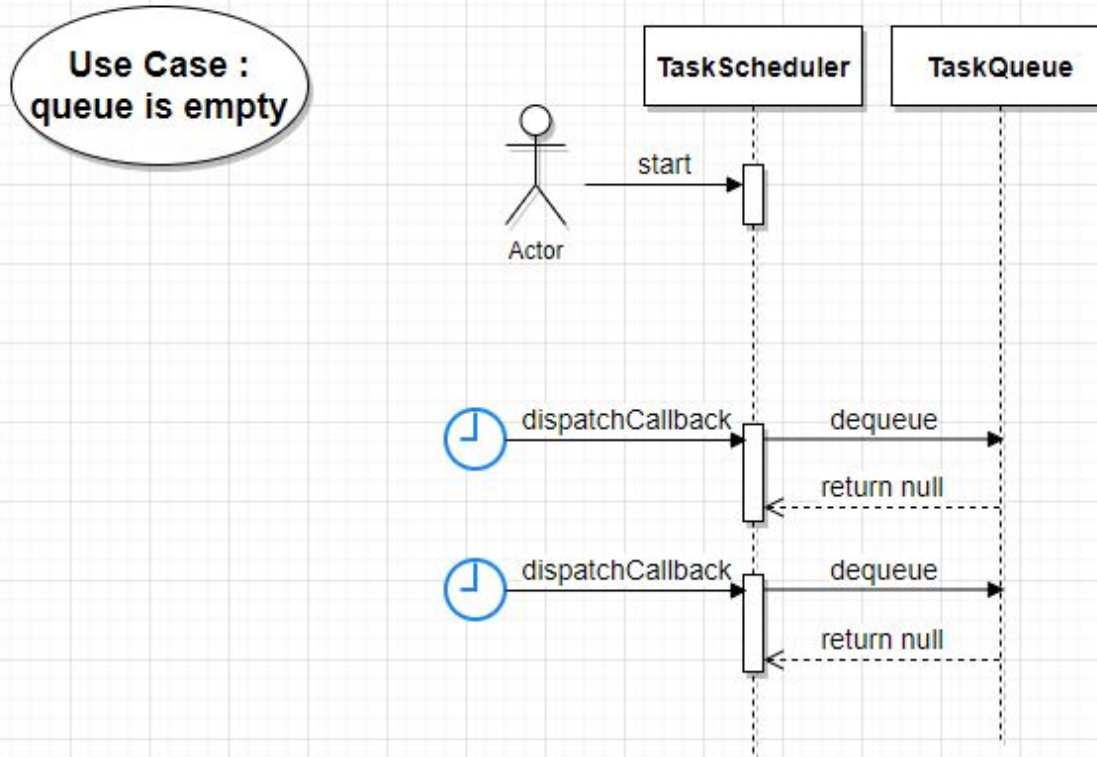 Use Case :
queue is empty
TaskScheduler
TaskQueue
start
Actor
dispatchCallback
dequeue
return null
dispatchCallback
dequeue
return null